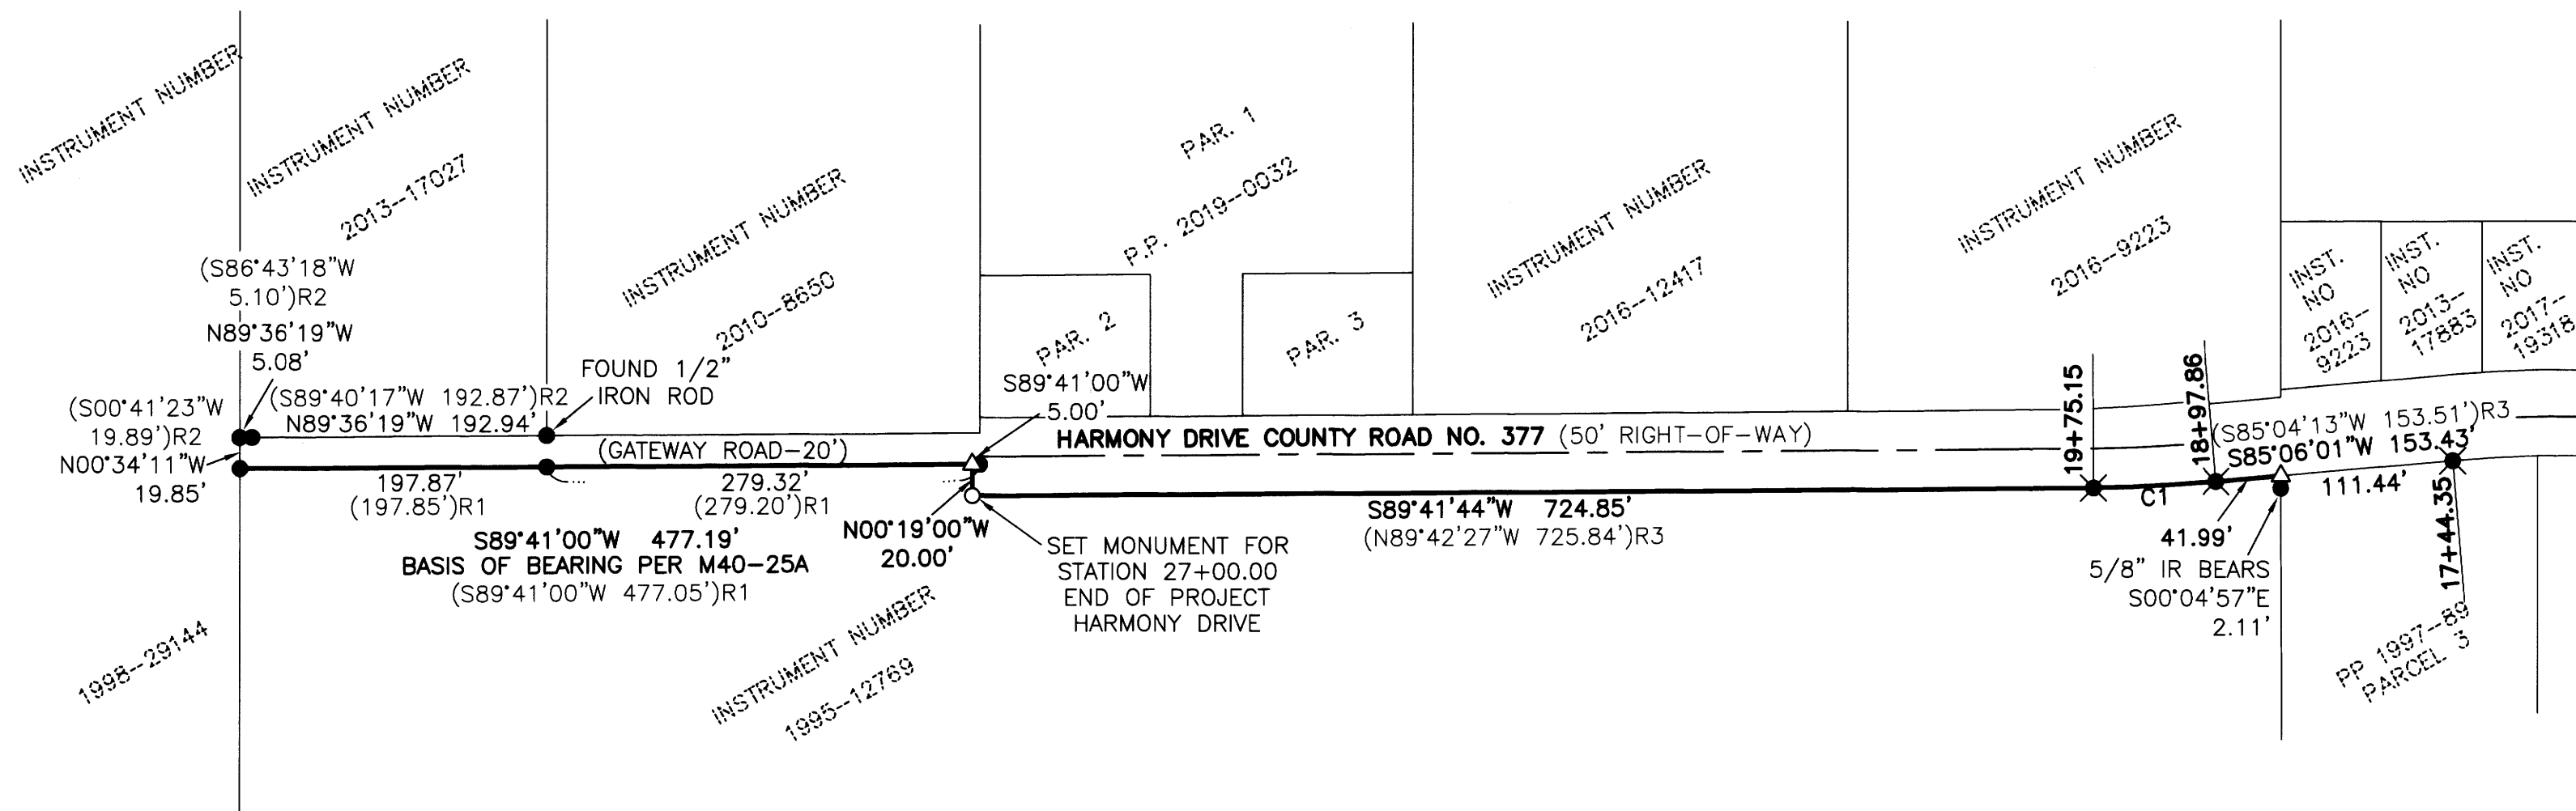 INSTRUMENT NUMBER
INSTRUMENT NUMBER
2013--17027
INSTRUMENT NUMBER
2010--8650
PAR. 1
P.P. 2019--0032
PAR. 2
PAR. 3
INSTRUMENT NUMBER
2016--12417
INSTRUMENT NUMBER
2016--9223
INST.
NO
2016--
9223
INST.
NO
2013--
17883
INST.
NO
2017--
19318
(S86°43'18"W
5.10')R2
N89°36'19"W
5.08'
(S00°41'23"W
19.89')R2
N00°34'11"W
19.85'
(S89°40'17"W 192.87')R2
N89°36'19"W 192.94'
FOUND 1/2"
IRON ROD
(GATEWAY ROAD-20')
S89°41'00"W
5.00'
HARMONY DRIVE COUNTY ROAD NO. 377 (50' RIGHT-OF-WAY)
19+75.15
18+97.86
(S85°04'13"W 153.51')R3
S85°06'01"W 153.43'
197.87'
(197.85')R1
279.32'
(279.20')R1
S89°41'00"W 477.19'
BASIS OF BEARING PER M40-25A
(S89°41'00"W 477.05')R1
N00°19'00"W
20.00'
SET MONUMENT FOR
STATION 27+00.00
END OF PROJECT
HARMONY DRIVE
S89°41'44"W 724.85'
(N89°42'27"W 725.84')R3
C1
41.99'
111.44'
17+44.35
5/8" IR BEARS
S00°04'57"E
2.11'
1998--29144
INSTRUMENT NUMBER
1995--12769
PP 1997--89
PARCEL 3